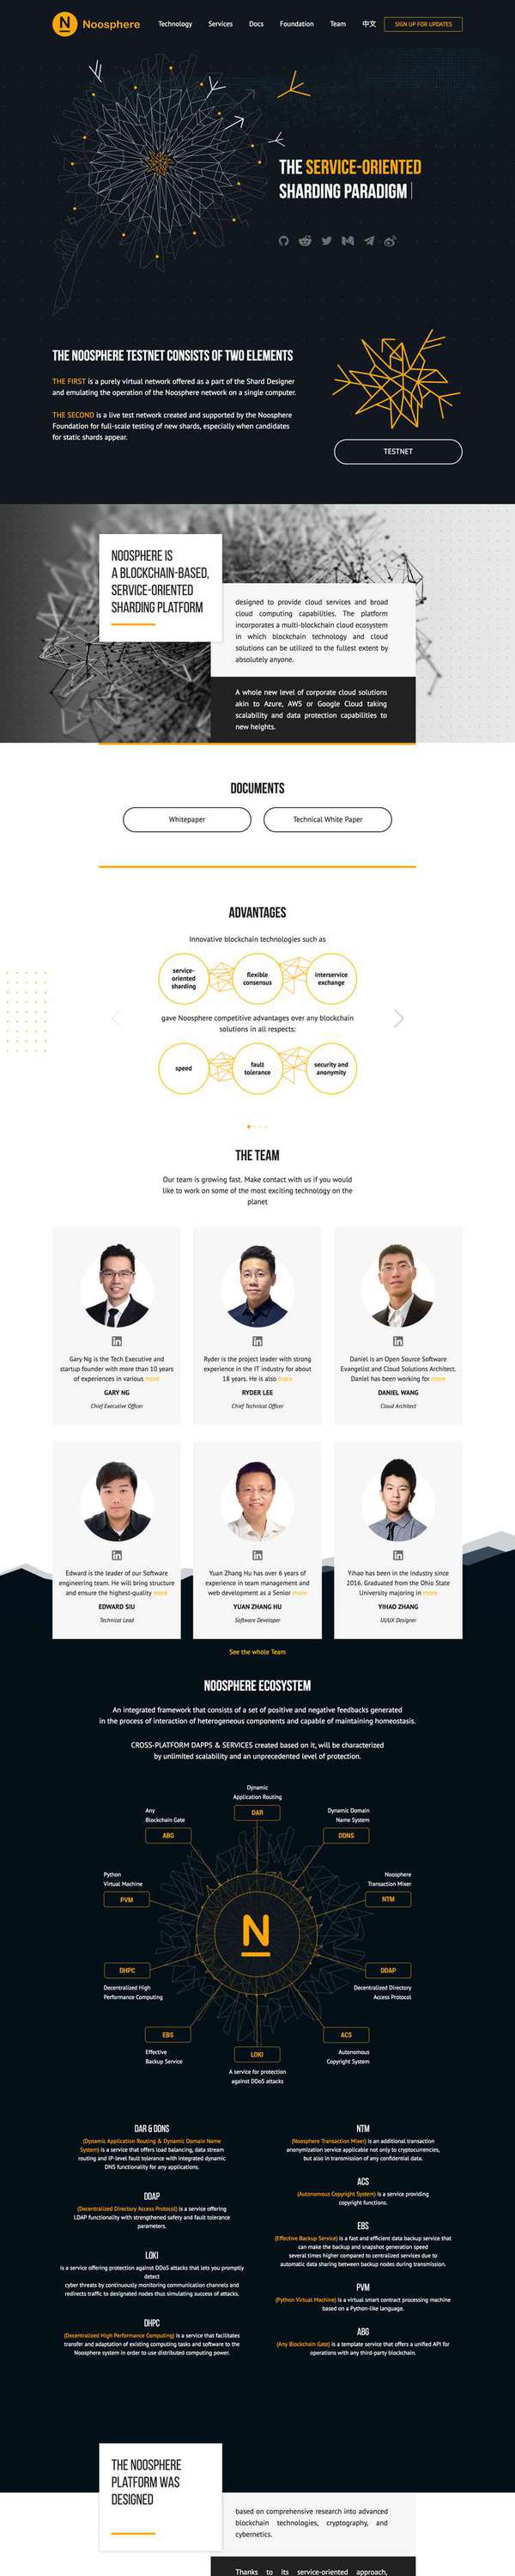 Noosphere
Technology Services Docs Foundation Team 中文 SIGN UP FOR UPDATES
THE SERVICE-ORIENTED
SHARDING PARADIGM
THE NOOSPHERE TESTNET CONSISTS OF TWO ELEMENTS
THE FIRST is a purely virtual network offered as a part of the Shard Designer
and emulating the operation of the Noosphere network on a single computer.
THE SECOND is a live test network created and supported by the Noosphere
Foundation for full-scale testing of new shards, especially when candidates
for static shards appear.
TESTNET
NOOSPHERE IS
A BLOCKCHAIN-BASED,
SERVICE-ORIENTED
SHARDING PLATFORM
designed to provide cloud services and broad
cloud computing capabilities. The platform
incorporates a multi-blockchain cloud ecosystem
in which blockchain technology and cloud
solutions can be utilized to the fullest extent by
absolutely anyone.
A whole new level of corporate cloud solutions
akin to Azure, AWS or Google Cloud taking
scalability and data protection capabilities to
new heights.
DOCUMENTS
Whitepaper
Technical White Paper
ADVANTAGES
Innovative blockchain technologies such as
service-
oriented
sharding
flexible
consensus
interservice
exchange
gave Noosphere competitive advantages over any blockchain
solutions in all respects:
speed
fault
tolerance
security and
anonymity
THE TEAM
Our team is growing fast. Make contact with us if you would
like to work on some of the most exciting technology on the
planet
Gary Ng is the Tech Executive and
startup founder with more than 10 years
of experiences in various more
GARY NG
Chief Executive Officer
Ryder is the project leader with strong
experience in the IT industry for about
18 years. He is also more
RYDER LEE
Chief Technical Officer
Daniel is an Open Source Software
Evangelist and Cloud Solutions Architect.
Daniel has been working for more
DANIEL WANG
Cloud Architect
Edward is the leader of our Software
engineering team. He will bring structure
and ensure the highest-quality more
EDWARD SIU
Technical Lead
Yuan Zhang Hu has over 6 years of
experience in team management and
web development as a Senior more
YUAN ZHANG HU
Software Developer
Yihao has been in the industry since
2016. Graduated from the Ohio State
University majoring in more
YIHAO ZHANG
UI/UX Designer
See the whole Team
NOOSPHERE ECOSYSTEM
An integrated framework that consists of a set of positive and negative feedbacks generated
in the process of interaction of heterogeneous components and capable of maintaining homeostasis.
CROSS-PLATFORM DAPPS & SERVICES created based on it, will be characterized
by unlimited scalability and an unprecedented level of protection.
Dynamic
Application Routing
DAR
Any
Blockchain Gate
ABG
Dynamic Domain
Name System
DDNS
Python
Virtual Machine
PVM
Noosphere
Transaction Mixer
NTM
N
DHPC
Decentralized High
Performance Computing
DDAP
Decentralized Directory
Access Protocol
EBS
Effective
Backup Service
ACS
Autonomous
Copyright System
LOKI
A service for protection
against DDoS attacks
DAR & DDNS
(Dynamic Application Routing & Dynamic Domain Name
System) is a service that offers load balancing, data stream
routing and IP-level fault tolerance with integrated dynamic
DNS functionality for any applications.
DDAP
(Decentralized Directory Access Protocol) is a service offering
LDAP functionality with strengthened safety and fault tolerance
parameters.
LOKI
is a service offering protection against DDoS attacks that lets you promptly
detect
cyber threats by continuously monitoring communication channels and
redirects traffic to designated nodes thus simulating success of attacks.
DHPC
(Decentralized High Performance Computing) is a service that facilitates
transfer and adaptation of existing computing tasks and software to the
Noosphere system in order to use distributed computing power.
NTM
(Noosphere Transaction Mixer) is an additional transaction
anonymization service applicable not only to cryptocurrencies,
but also in transmission of any confidential data.
ACS
(Autonomous Copyright System) is a service providing
copyright functions.
EBS
(Effective Backup Service) is a fast and efficient data backup service that
can make the backup and snapshot generation speed
several times higher compared to centralized services due to
automatic data sharing between backup nodes during transmission.
PVM
(Python Virtual Machine) is a virtual smart contract processing machine
based on a Python-like language.
ABG
(Any Blockchain Gate) is a template service that offers a unified API for
operations with any third-party blockchain.
THE NOOSPHERE
PLATFORM WAS
DESIGNED
based on comprehensive research into advanced
blockchain technologies, cryptography, and
cybernetics.
Thanks to its service-oriented approach,